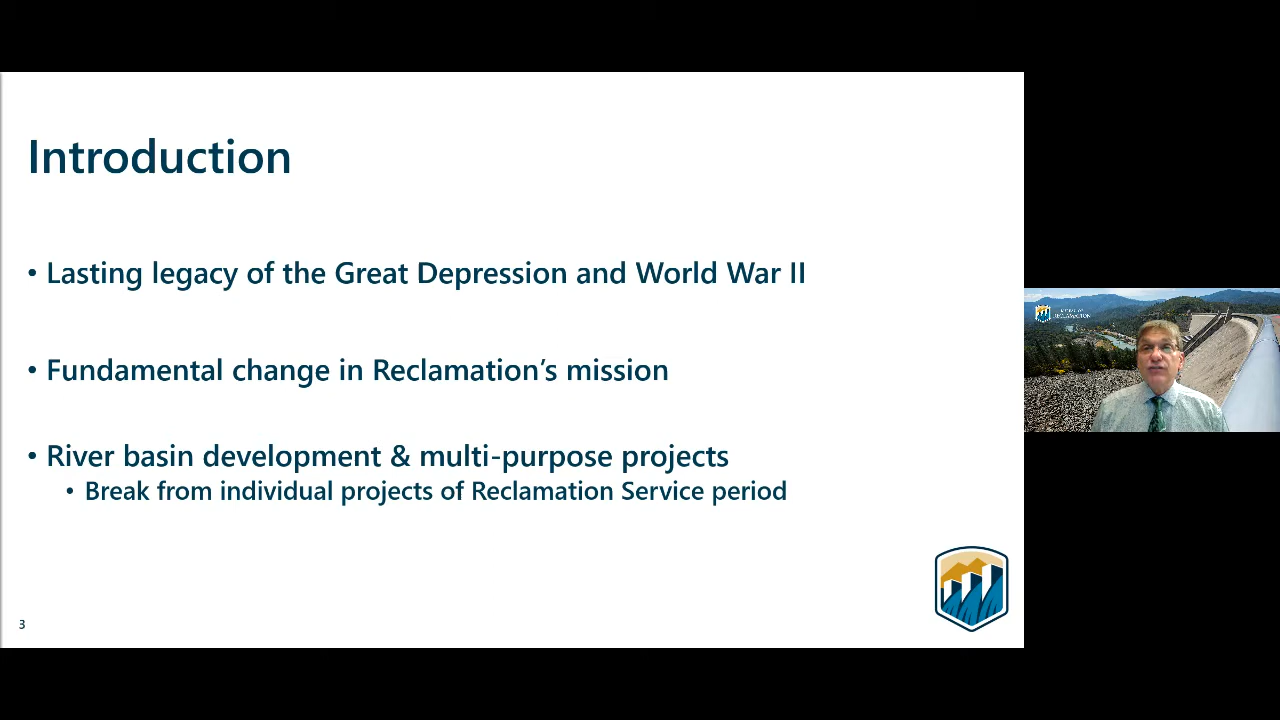 Introduction
• Lasting legacy of the Great Depression and World War II
• Fundamental change in Reclamation’s mission
• River basin development & multi-purpose projects
• Break from individual projects of Reclamation Service period
3
RECLAMATION